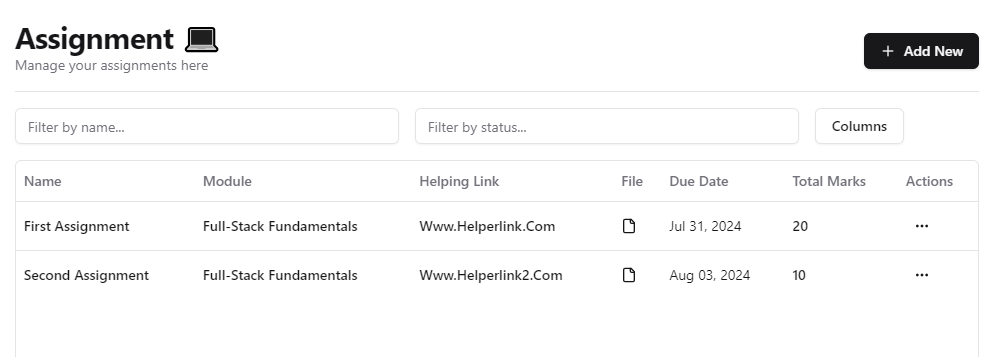 Assignment 💻
Manage your assignments here
+ Add New
Filter by name...
Filter by status...
Columns
Name Module Helping Link File Due Date Total Marks Actions
First Assignment Full-Stack Fundamentals Www.Helperlink.Com Jul 31, 2024 20 ...
Second Assignment Full-Stack Fundamentals Www.Helperlink2.Com Aug 03, 2024 10 ...